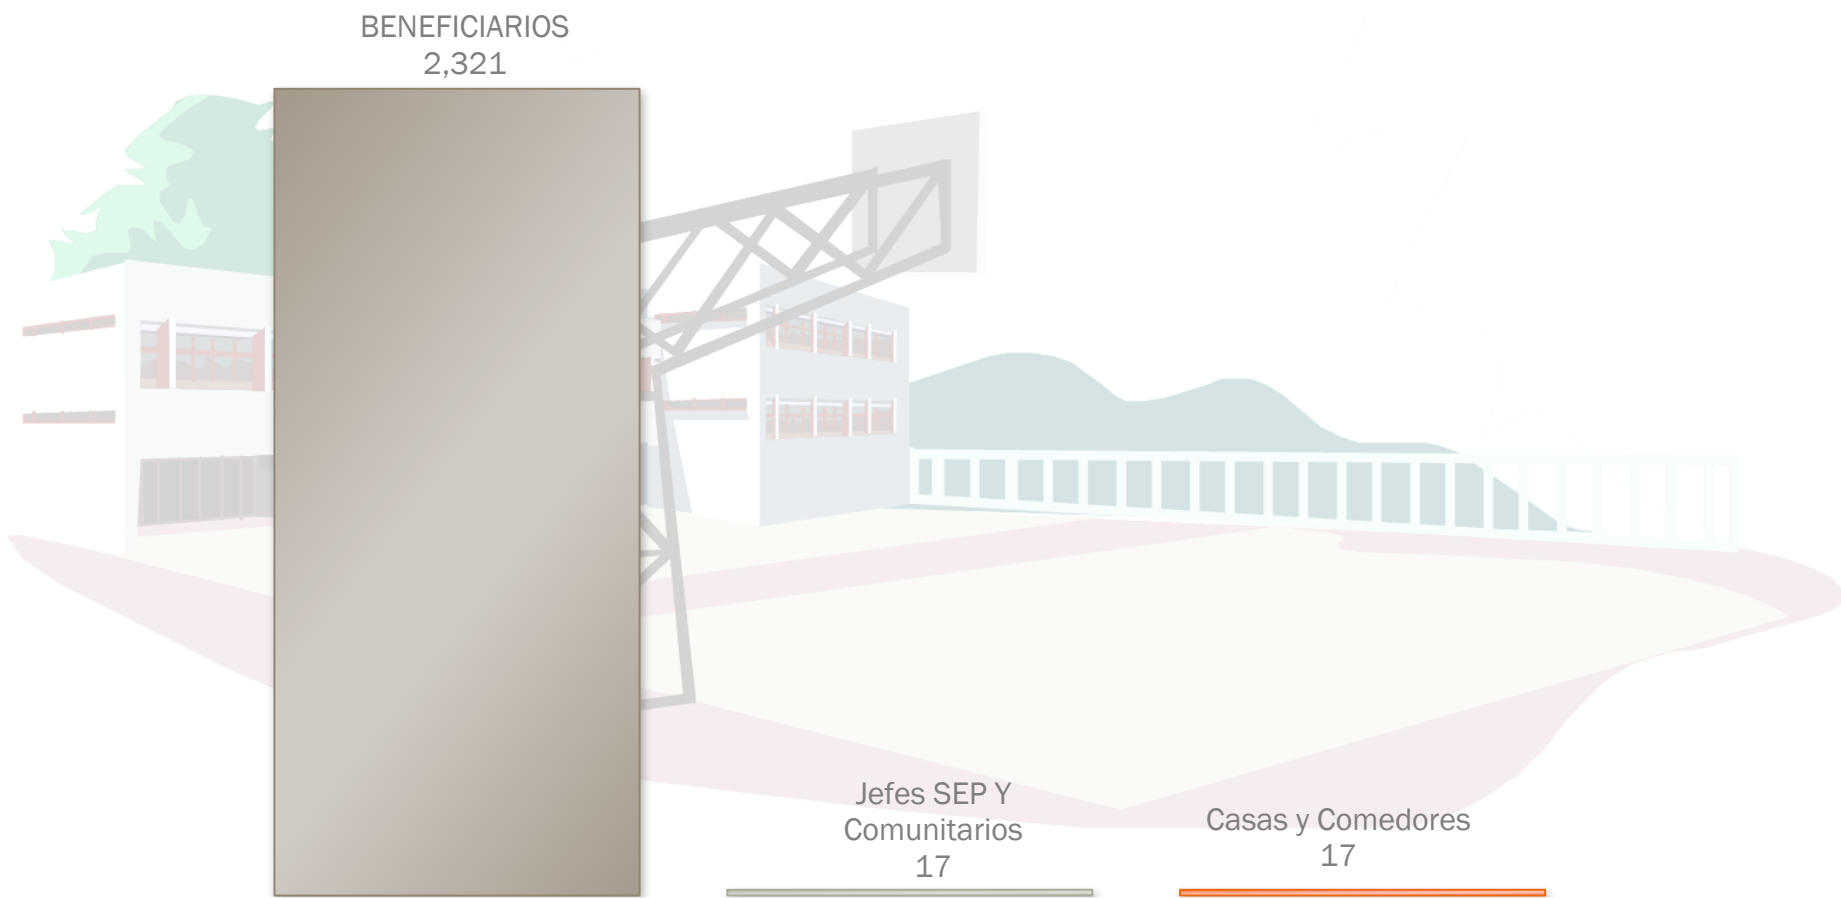 BENEFICIARIOS
2,321
Jefes SEP Y
Comunitarios
17
Casas y Comedores
17